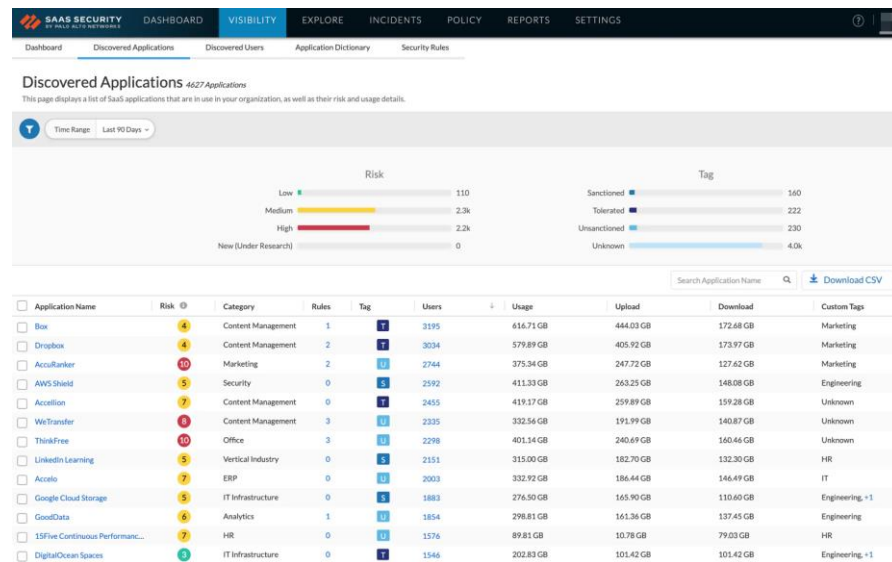 SAAS SECURITY DASHBOARD VISIBILITY EXPLORE INCIDENTS POLICY REPORTS SETTINGS
BY PALO ALTO NETWORKS
Dashboard Discovered Applications Discovered Users Application Dictionary Security Rules
Discovered Applications 4627 Applications
This page displays a list of SaaS applications that are in use in your organization, as well as their risk and usage details.
Time Range Last 90 Days
Risk Tag
Low 110 Sanctioned 160
Medium 2.3k Tolerated 222
High 2.2k Unsanctioned 230
New (Under Research) 0 Unknown 4.0k
Search Application Name Download CSV
Application Name Risk Category Rules Tag Users Usage Upload Download Custom Tags
Box 4 Content Management 1 T 3195 616.71 GB 444.03 GB 172.68 GB Marketing
Dropbox 4 Content Management 2 T 3034 579.89 GB 405.92 GB 173.97 GB Marketing
AccuRanker 10 Marketing 2 U 2744 375.34 GB 247.72 GB 127.62 GB Marketing
AWS Shield 5 Security 0 S 2592 411.33 GB 263.25 GB 148.08 GB Engineering
Accellion 7 Content Management 0 T 2455 419.17 GB 259.89 GB 159.28 GB Unknown
WeTransfer 8 Content Management 3 U 2335 332.56 GB 191.99 GB 140.87 GB Unknown
ThinkFree 10 Office 3 U 2298 401.14 GB 240.69 GB 160.46 GB Unknown
LinkedIn Learning 5 Vertical Industry 0 S 2151 315.00 GB 182.70 GB 132.30 GB HR
Accelo 7 ERP 0 U 2003 332.92 GB 186.44 GB 146.49 GB IT
Google Cloud Storage 5 IT Infrastructure 0 S 1883 276.50 GB 165.90 GB 110.60 GB Engineering, +1
GoodData 6 Analytics 1 U 1854 298.81 GB 161.36 GB 137.45 GB Engineering
15Five Continuous Performanc... 7 HR 0 U 1576 89.81 GB 10.78 GB 79.03 GB HR
DigitalOcean Spaces 3 IT Infrastructure 0 T 1546 202.83 GB 101.42 GB 101.42 GB Engineering, +1